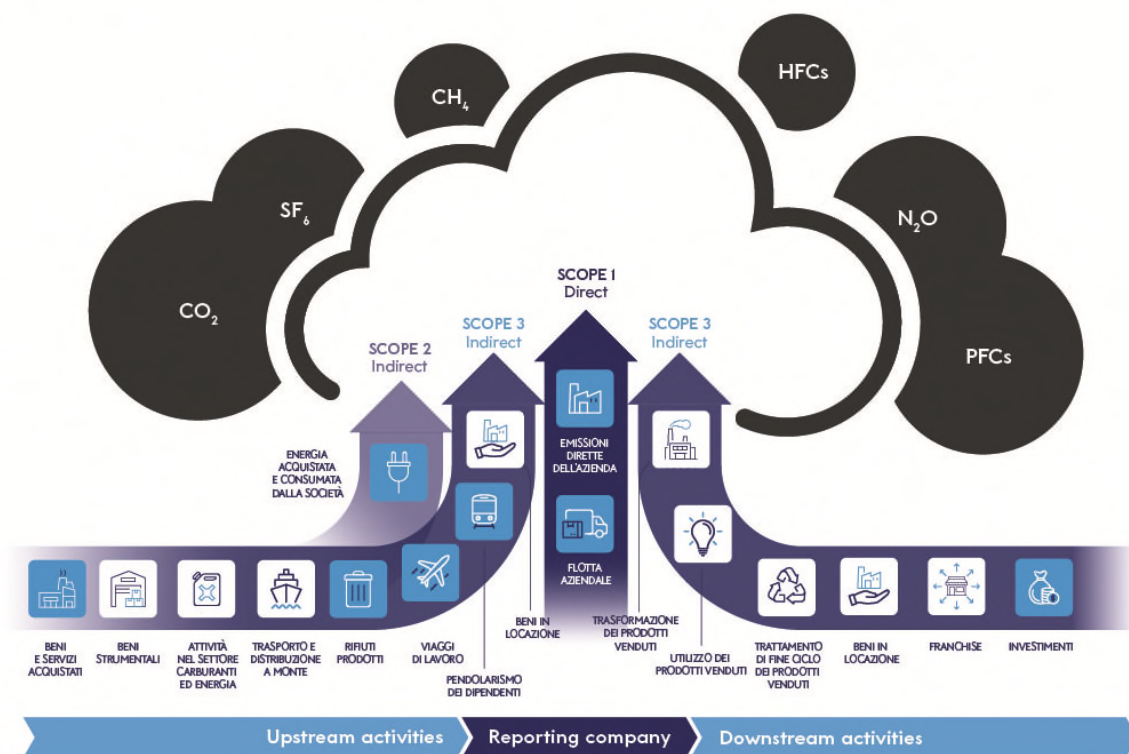 CH₄
HFCs
SF₆
N₂O
CO₂
PFCs
SCOPE 1
Direct
SCOPE 3
Indirect
SCOPE 3
Indirect
SCOPE 2
Indirect
ENERGIA
ACQUISTATA
E CONSUMATA
DALLA SOCIETÀ
EMISSIONI
DIRETTE
DELL'AZIENDA
FLOTTA
AZIENDALE
BENI
E SERVIZI
ACQUISTATI
BENI
STRUMENTALI
ATTIVITÀ
NEL SETTORE
CARBURANTI
ED ENERGIA
TRASPORTO E
DISTRIBUZIONE
A MONTE
RIFIUTI
PRODOTTI
VIAGGI
DI LAVORO
PENDOLARISMO
DEI DIPENDENTI
BENI IN
LOCAZIONE
TRASFORMAZIONE
DEI PRODOTTI
VENDUTI
UTILIZZO DEI
PRODOTTI VENDUTI
TRATTAMENTO
DI FINE CICLO
DEI PRODOTTI
VENDUTI
BENI IN
LOCAZIONE
FRANCHISE
INVESTIMENTI
Upstream activities
Reporting company
Downstream activities